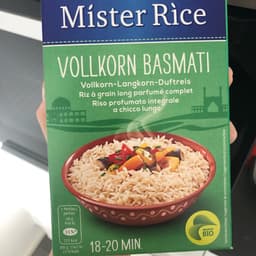 Mister Rìce
VOLLKORN BASMATI
Vollkorn-Langkorn-Duftreis
Riz à grain long parfumé complet
Riso profumato integrale
a chicco lungo
BIO
18-20 MIN.